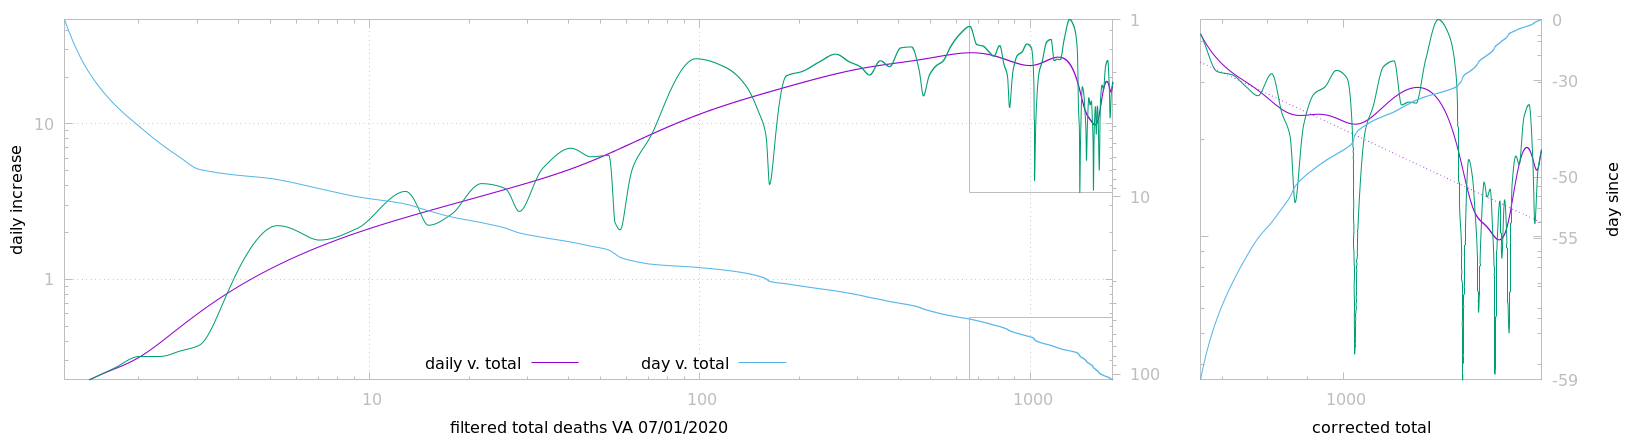 daily increase
10
1
daily v. total
day v. total
10
100
1000
filtered total deaths VA 07/01/2020
1
10
100
1000
corrected total
0
-30
-50
-55
-59
day since